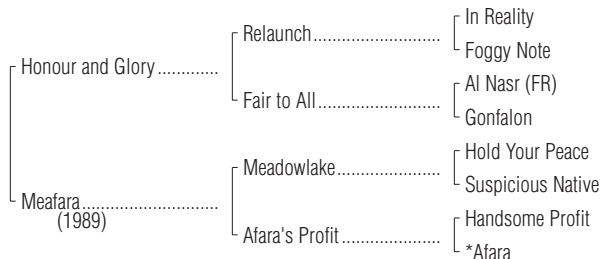 In Reality
Relaunch
Foggy Note
Honour and Glory
Al Nasr (FR)
Fair to All
Gonfalon
Hold Your Peace
Meadowlake
Suspicious Native
Meafara
(1989)
Handsome Profit
Afara's Profit
*Afara